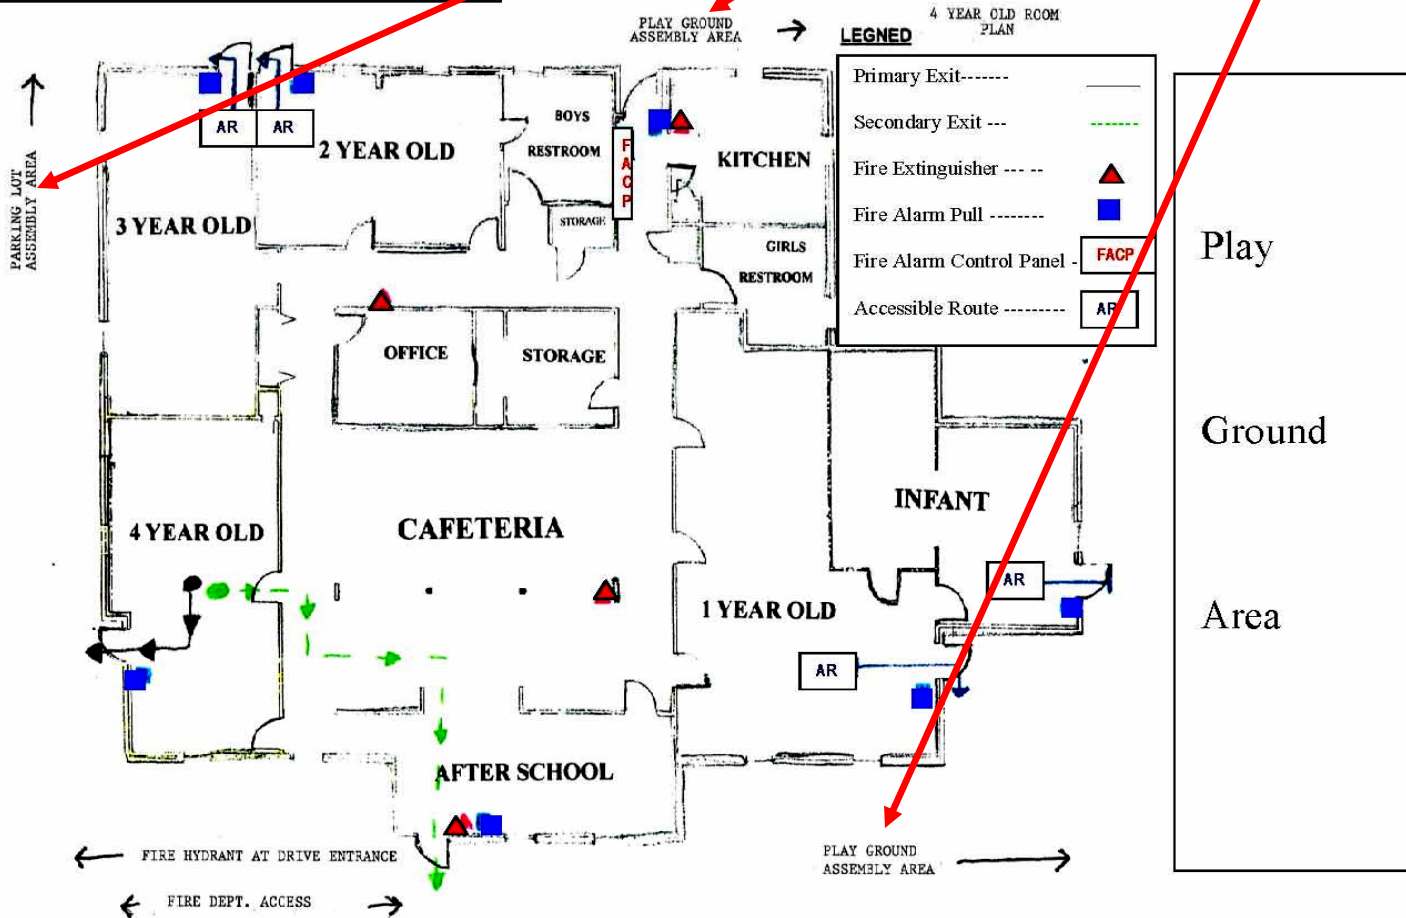 PLAY GROUND
ASSEMBLY AREA
4 YEAR OLD ROOM
PLAN
LEGNED
Primary Exit-------
Secondary Exit ---
Fire Extinguisher --- --
Fire Alarm Pull --------
Fire Alarm Control Panel -
FACP
Accessible Route ---------
AR
PARKING LOT
ASSEMBLY AREA
AR
AR
2 YEAR OLD
BOYS
RESTROOM
STORAGE
FACP
KITCHEN
3 YEAR OLD
GIRLS
RESTROOM
OFFICE
STORAGE
Play
Ground
Area
4 YEAR OLD
CAFETERIA
INFANT
AR
1 YEAR OLD
AR
AFTER SCHOOL
FIRE HYDRANT AT DRIVE ENTRANCE
FIRE DEPT. ACCESS
PLAY GROUND
ASSEMBLY AREA